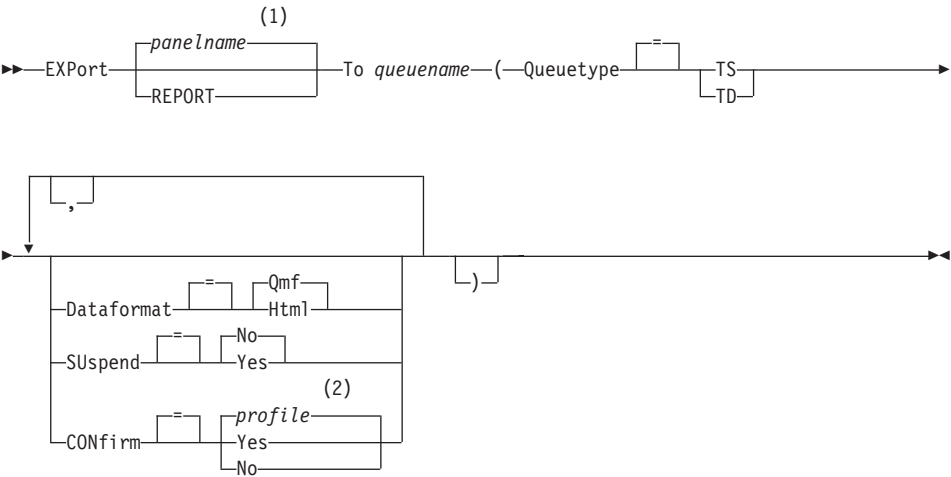 (1)
panelname
EXPort To queuename ( Queuetype = TS
REPORT TD
,
)
Dataformat = Qmf
Html
SUspend = No
Yes
(2)
CONfirm = profile
Yes
No